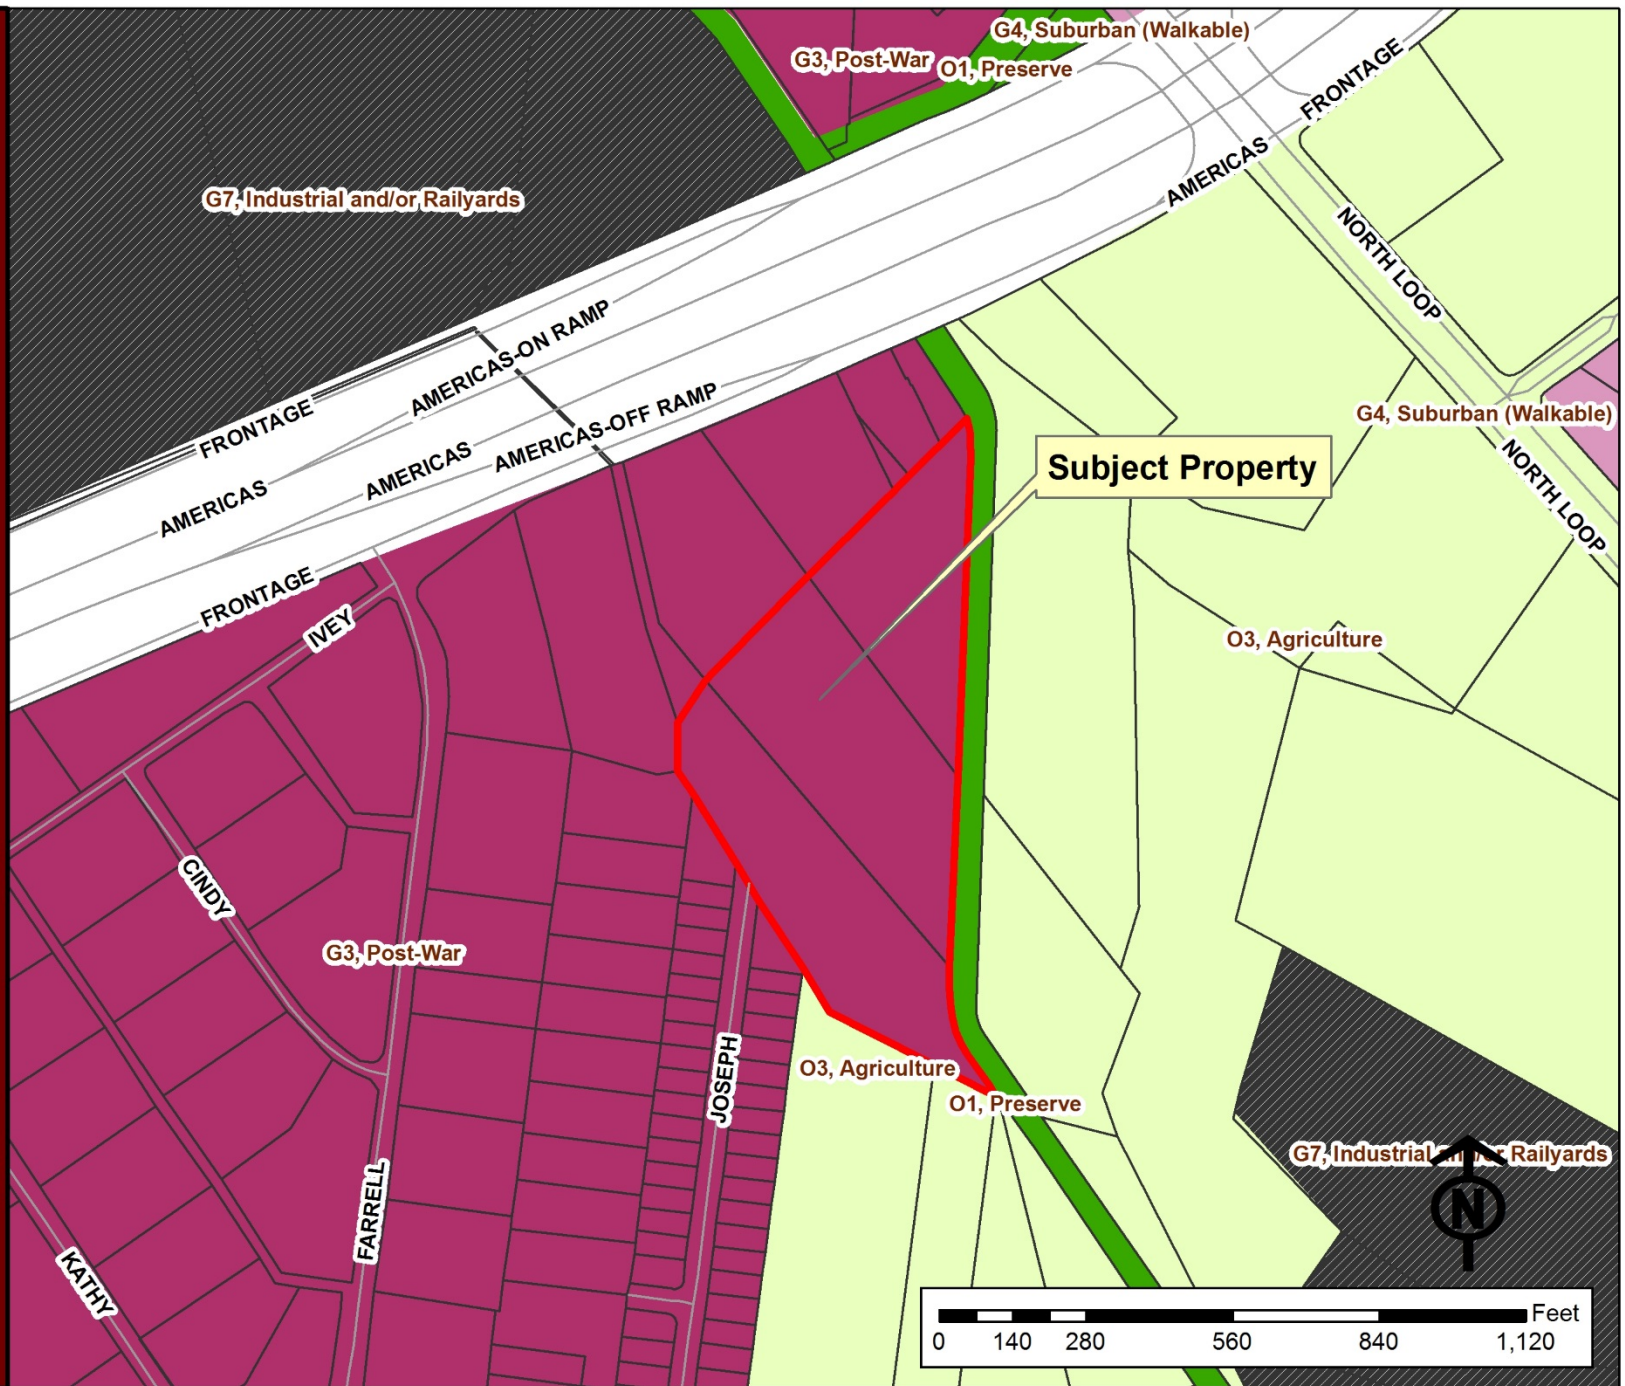 G4, Suburban (Walkable)
G3, Post-War
O1, Preserve
FRONTAGE
AMERICAS
G7, Industrial and/or Railyards
NORTH LOOP
AMERICAS-ON RAMP
FRONTAGE
AMERICAS-OFF RAMP
AMERICAS
AMERICAS
G4, Suburban (Walkable)
Subject Property
NORTH LOOP
FRONTAGE
IVEY
O3, Agriculture
CINDY
G3, Post-War
JOSEPH
O3, Agriculture
O1, Preserve
G7, Industrial and/or Railyards
FARRELL
N
KATHY
Feet
0 140 280 560 840 1,120